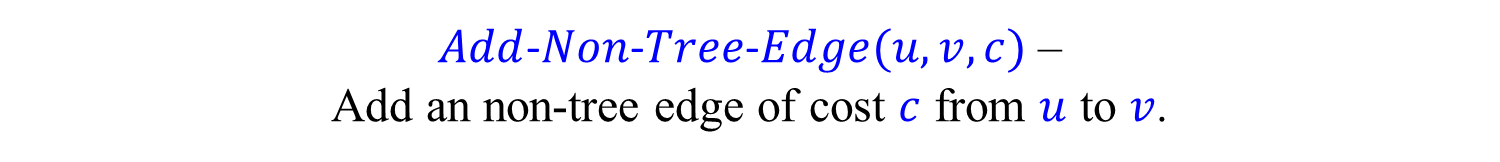 Add-Non-Tree-Edge(u, v, c) –
Add an non-tree edge of cost c from u to v.